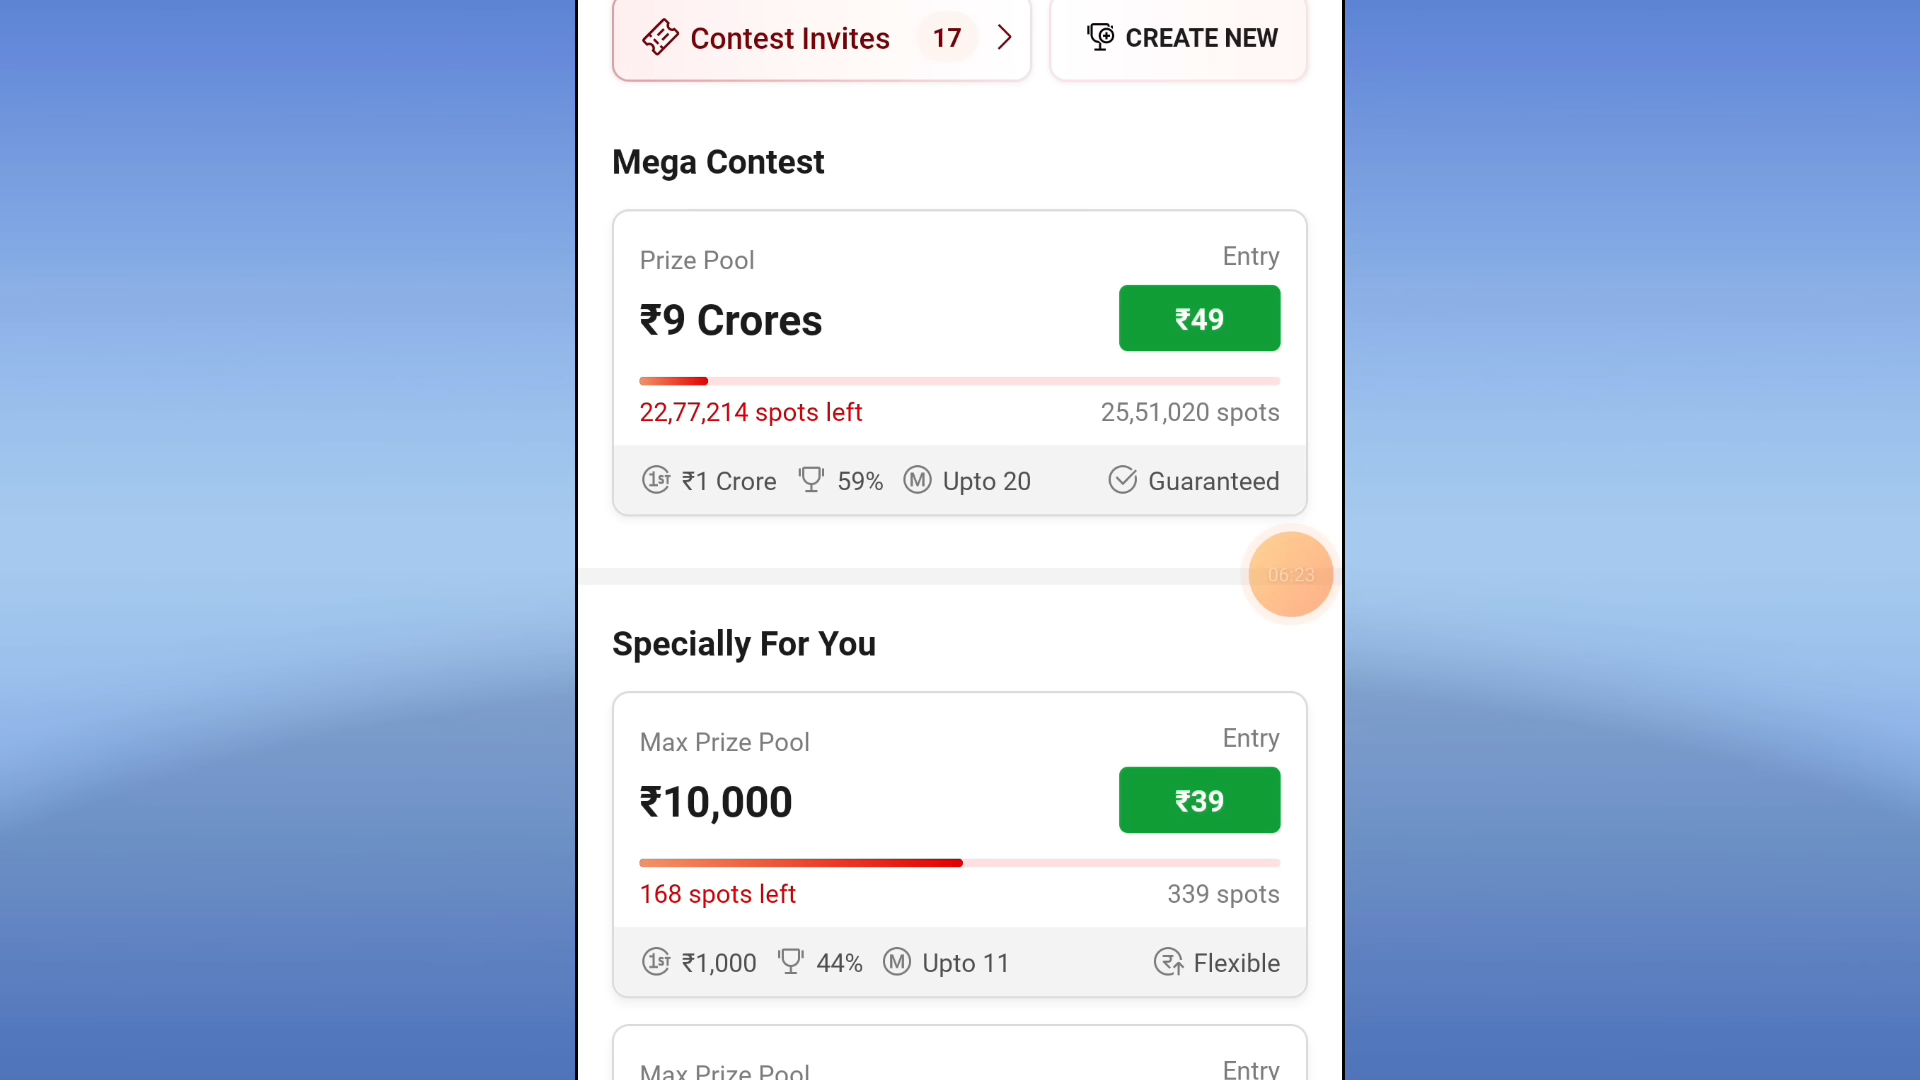 Contest Invites 17
CREATE NEW
Mega Contest
Prize Pool
Entry
₹9 Crores
₹49
22,77,214 spots left
25,51,020 spots
1ST ₹1 Crore 59% M Upto 20
Guaranteed
06:23
Specially For You
Max Prize Pool
Entry
₹10,000
₹39
168 spots left
339 spots
1ST ₹1,000 44% M Upto 11
Flexible
Max Prize Pool
Entry